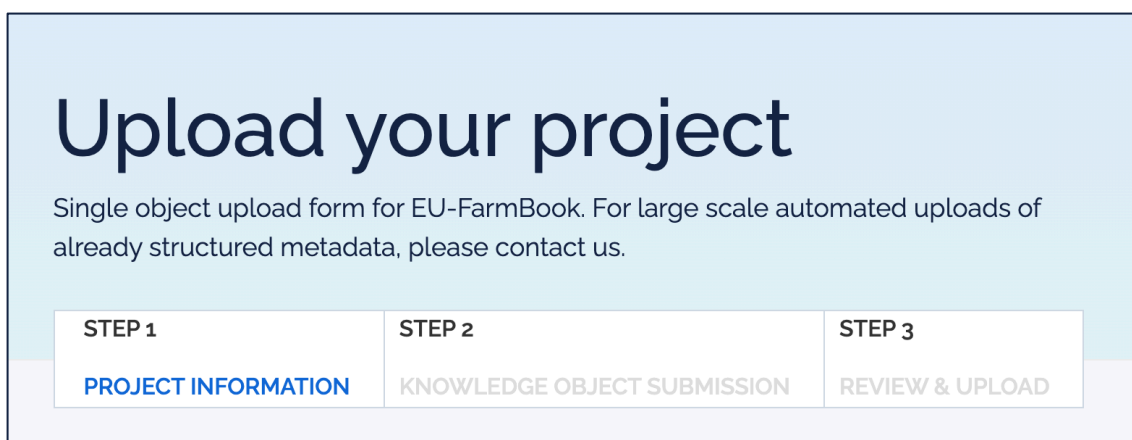 Upload your project
Single object upload form for EU-FarmBook. For large scale automated uploads of
already structured metadata, please contact us.
STEP 1
PROJECT INFORMATION
STEP 2
KNOWLEDGE OBJECT SUBMISSION
STEP 3
REVIEW & UPLOAD